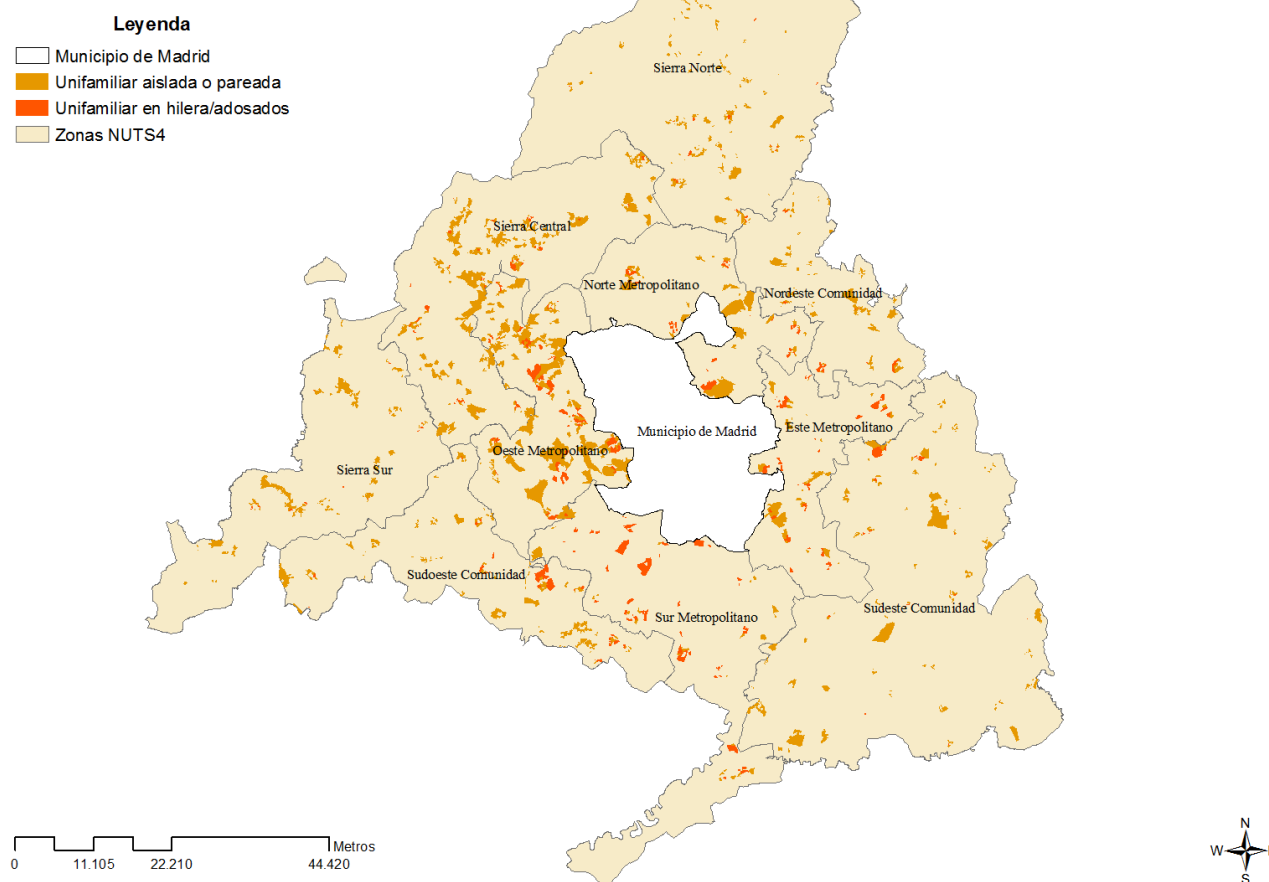 Leyenda
Municipio de Madrid
Unifamiliar aislada o pareada
Unifamiliar en hilera/adosados
Zonas NUTS4
Sierra Norte
Sierra Central
Norte Metropolitano
Nordeste Comunidad
Municipio de Madrid
Este Metropolitano
Oeste Metropolitano
Sierra Sur
Sudoeste Comunidad
Sur Metropolitano
Sudeste Comunidad
Metros
0 11.105 22.210 44.420
N
W
S